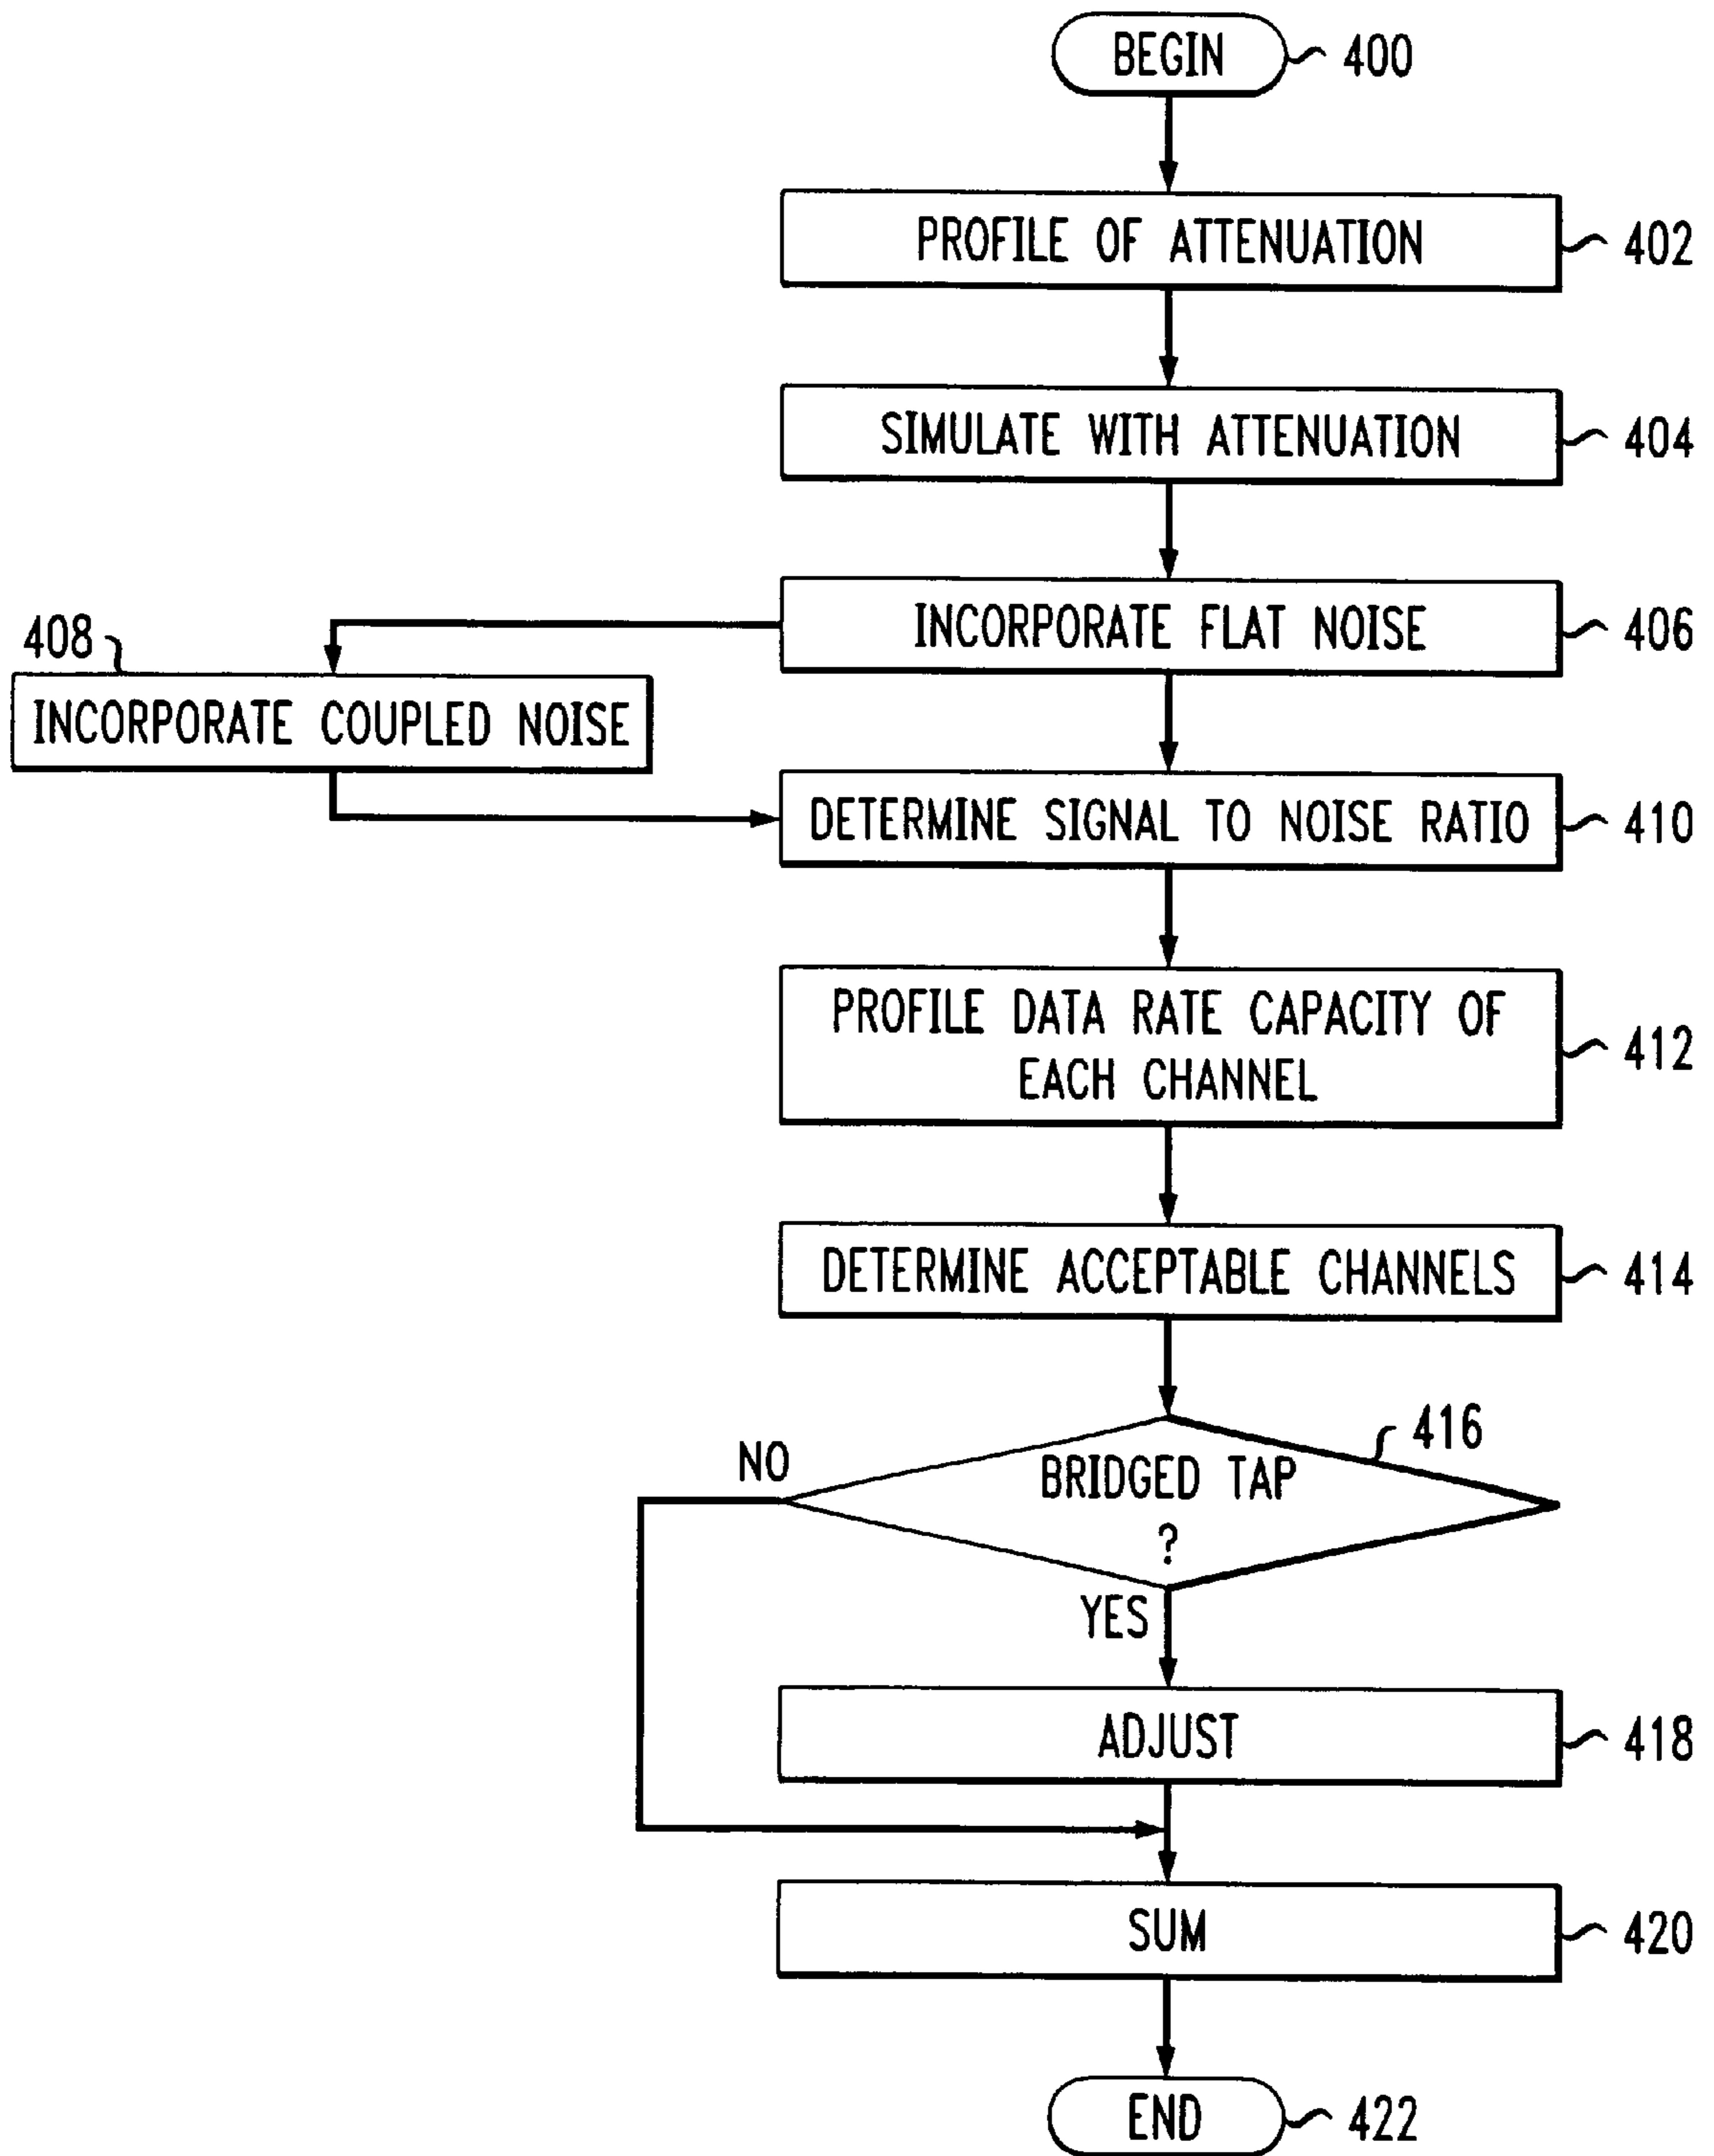 BEGIN 400
PROFILE OF ATTENUATION 402
SIMULATE WITH ATTENUATION 404
INCORPORATE FLAT NOISE 406
408
INCORPORATE COUPLED NOISE
DETERMINE SIGNAL TO NOISE RATIO 410
PROFILE DATA RATE CAPACITY OF
EACH CHANNEL 412
DETERMINE ACCEPTABLE CHANNELS 414
416
NO
BRIDGED TAP
?
YES
ADJUST 418
SUM 420
END 422